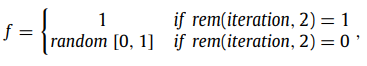 f = { 1 if rem(iteration, 2) = 1
random [0, 1] if rem(iteration, 2) = 0 ,